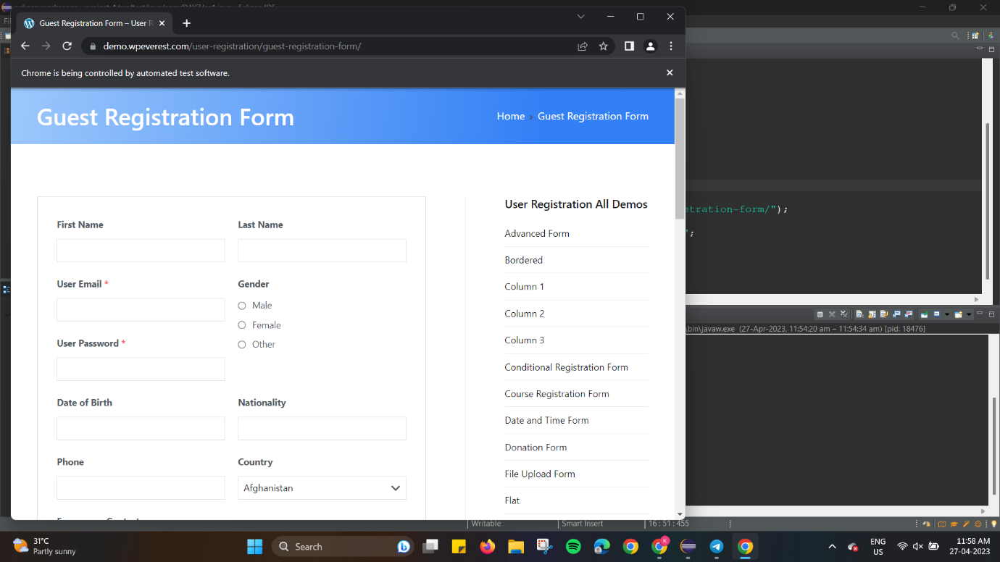 Guest Registration Form – User R
demo.wpeverest.com/user-registration/guest-registration-form/
Chrome is being controlled by automated test software.
Guest Registration Form
Home › Guest Registration Form
First Name
Last Name
User Email *
Gender
Male
Female
Other
User Password *
Date of Birth
Nationality
Phone
Country
Afghanistan
User Registration All Demos
Advanced Form
Bordered
Column 1
Column 2
Column 3
Conditional Registration Form
Course Registration Form
Date and Time Form
Donation Form
File Upload Form
Flat
stration-form/");
";
\bin\javaw.exe (27-Apr-2023, 11:54:20 am – 11:54:34 am) [pid: 18476]
Writable
Smart Insert
16 : 51 : 455
31°C
Partly sunny
Search
K
ENG
US
11:58 AM
27-04-2023